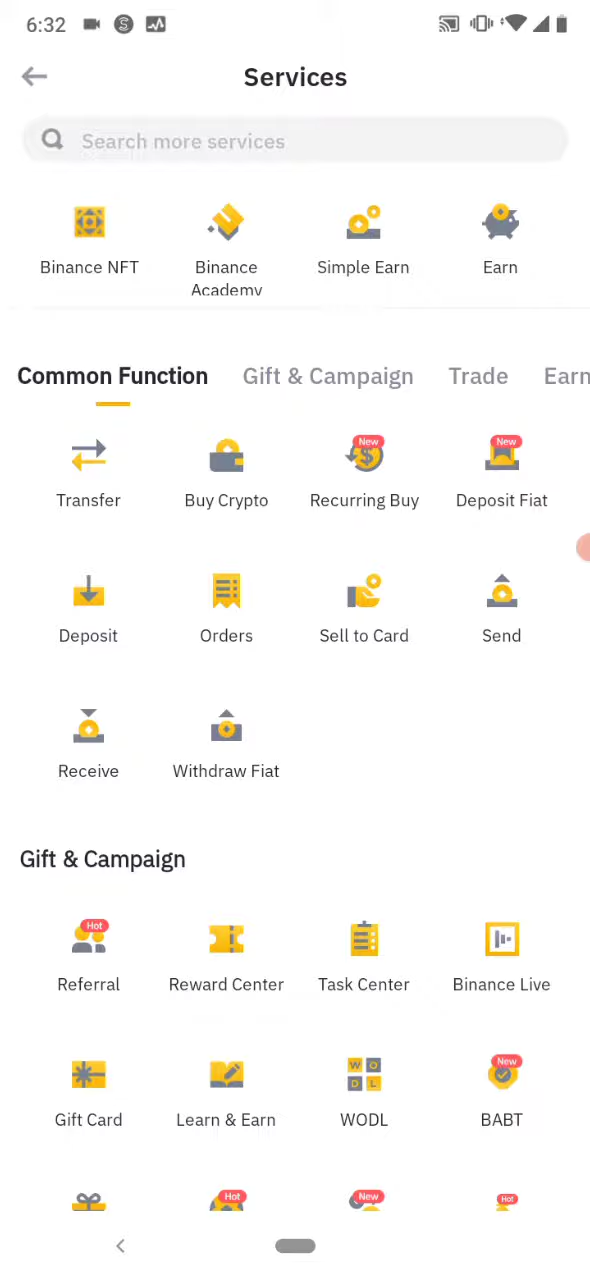 6:32
Services
Search more services
Binance NFT
Binance
Academy
Simple Earn
Earn
Common Function
Gift & Campaign
Trade
Earn
New
New
Transfer
Buy Crypto
Recurring Buy
Deposit Fiat
Deposit
Orders
Sell to Card
Send
Receive
Withdraw Fiat
Gift & Campaign
Hot
Referral
Reward Center
Task Center
Binance Live
W O
D L
New
Gift Card
Learn & Earn
WODL
BABT
Hot
New
Hot